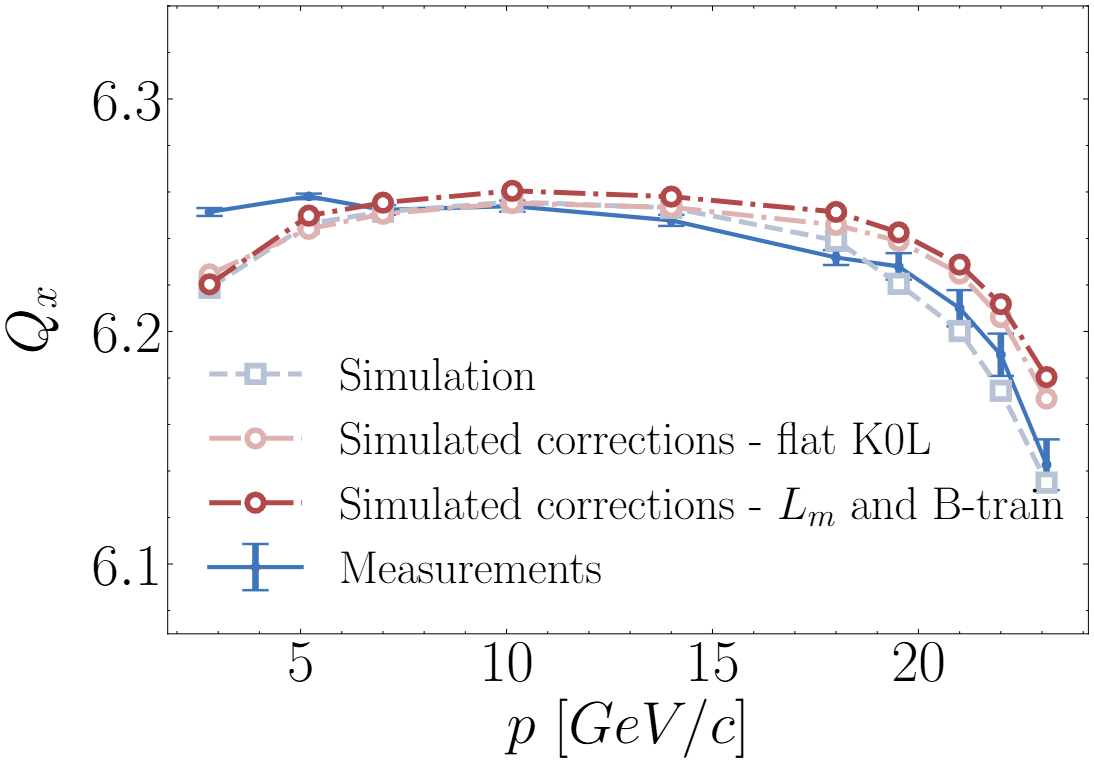 6.3
6.2
6.1
Q_x
Simulation
Simulated corrections - flat K0L
Simulated corrections - L_m and B-train
Measurements
5 10 15 20
p [GeV/c]